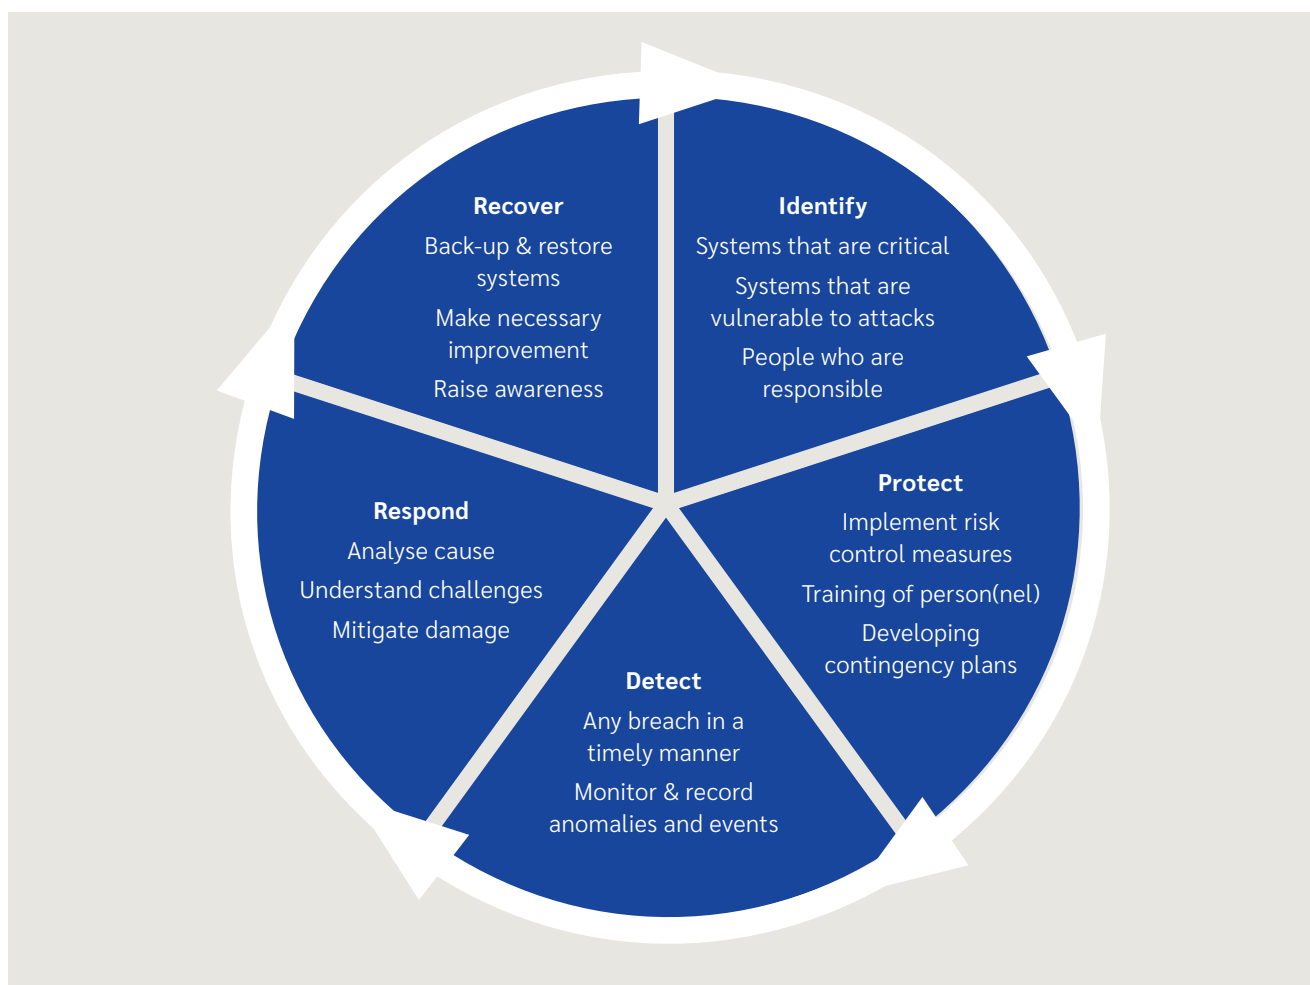 Identify
Systems that are critical
Systems that are
vulnerable to attacks
People who are
responsible
Protect
Implement risk
control measures
Training of person(nel)
Developing
contingency plans
Detect
Any breach in a
timely manner
Monitor & record
anomalies and events
Respond
Analyse cause
Understand challenges
Mitigate damage
Recover
Back-up & restore
systems
Make necessary
improvement
Raise awareness